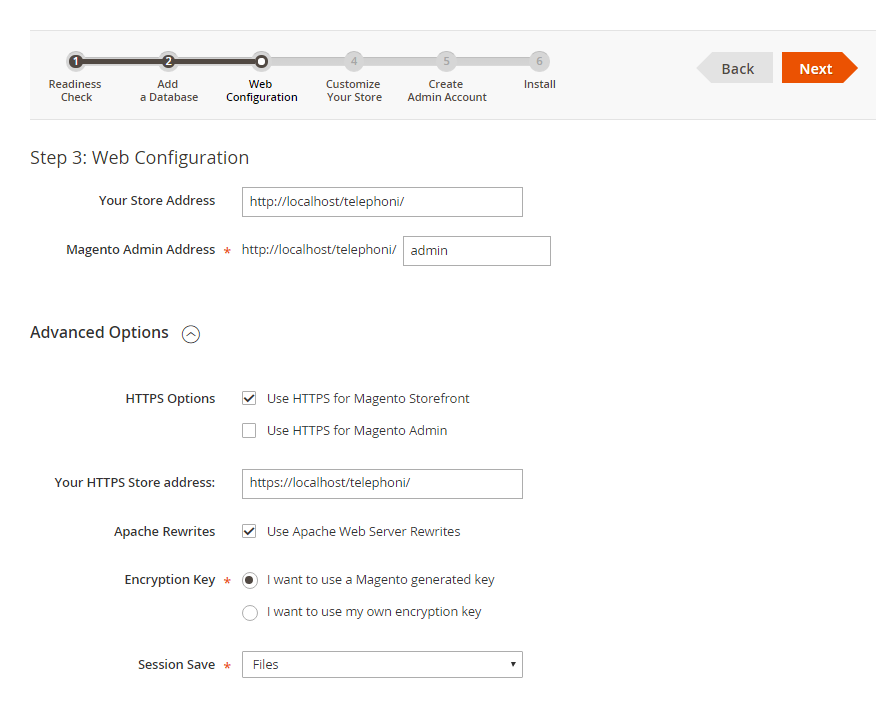 1 2 4 5 6
Readiness Check
Add a Database
Web Configuration
Customize Your Store
Create Admin Account
Install
Back
Next
Step 3: Web Configuration
Your Store Address http://localhost/telephoni/
Magento Admin Address * http://localhost/telephoni/ admin
Advanced Options
HTTPS Options Use HTTPS for Magento Storefront
Use HTTPS for Magento Admin
Your HTTPS Store address: https://localhost/telephoni/
Apache Rewrites Use Apache Web Server Rewrites
Encryption Key * I want to use a Magento generated key
I want to use my own encryption key
Session Save * Files